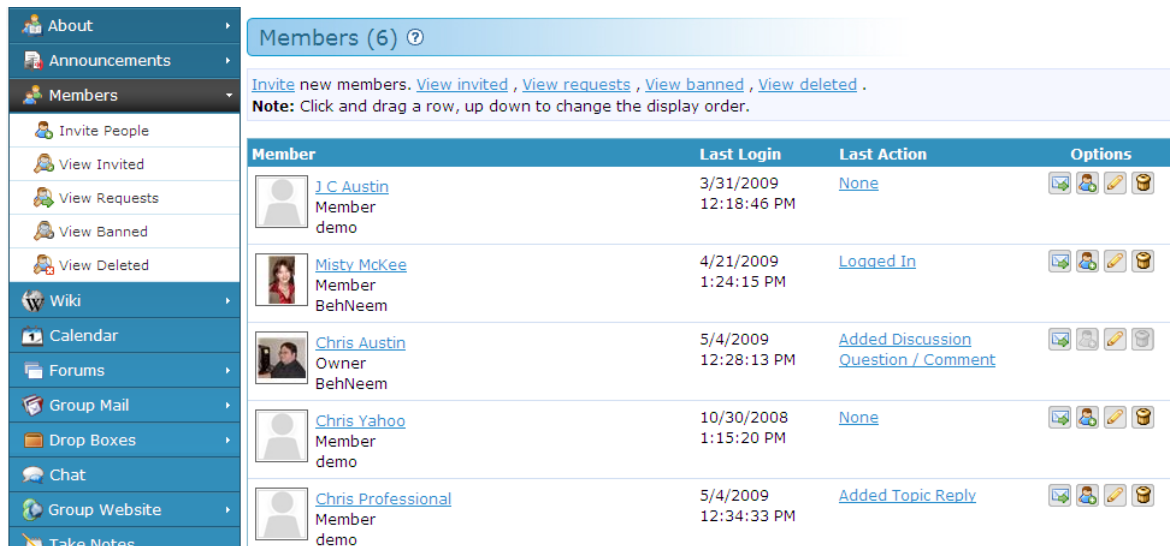 About
Announcements
Members
Invite People
View Invited
View Requests
View Banned
View Deleted
Wiki
Calendar
Forums
Group Mail
Drop Boxes
Chat
Group Website
Take Notes
Members (6) ?
Invite new members. View invited , View requests , View banned , View deleted .
Note: Click and drag a row, up down to change the display order.
Member Last Login Last Action Options
J C Austin 3/31/2009 None
Member 12:18:46 PM
demo
Misty McKee 4/21/2009 Logged In
Member 1:24:15 PM
BehNeem
Chris Austin 5/4/2009 Added Discussion
Owner 12:28:13 PM Question / Comment
BehNeem
Chris Yahoo 10/30/2008 None
Member 1:15:20 PM
demo
Chris Professional 5/4/2009 Added Topic Reply
Member 12:34:33 PM
demo